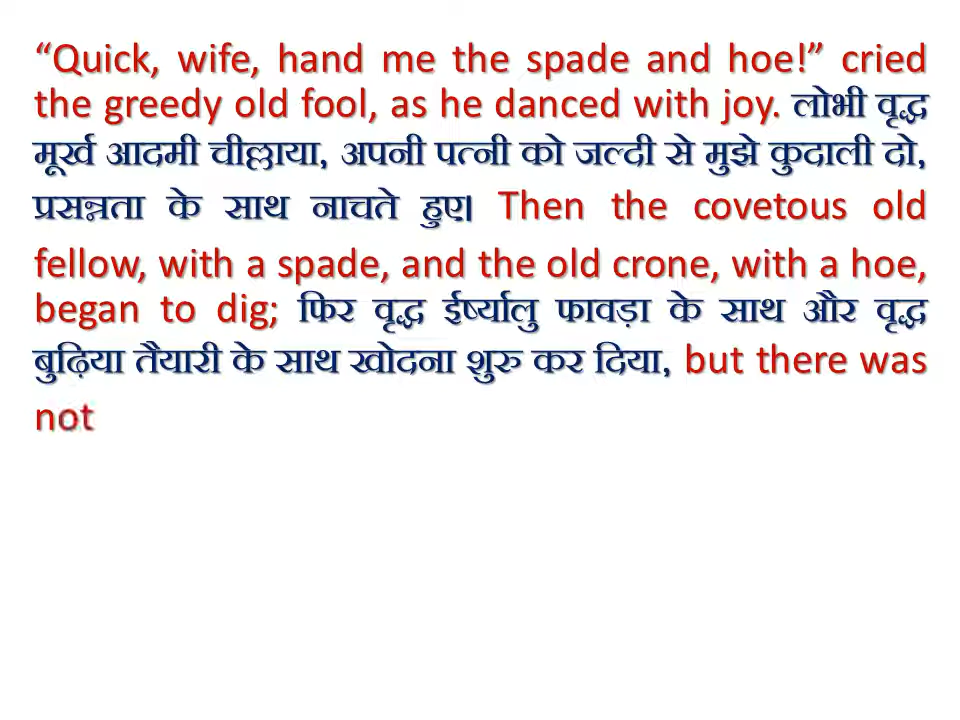 “Quick, wife, hand me the spade and hoe!” cried
the greedy old fool, as he danced with joy. लोभी वृद्ध
मूर्ख आदमी चील्लाया, अपनी पत्नी को जल्दी से मुझे कुदाली दो,
प्रसन्नता के साथ नाचते हुए। Then the covetous old
fellow, with a spade, and the old crone, with a hoe,
began to dig; फिर वृद्ध ईर्ष्यालु फावड़ा के साथ और वृद्ध
बुढ़िया तैयारी के साथ खोदना शुरु कर दिया, but there was
not